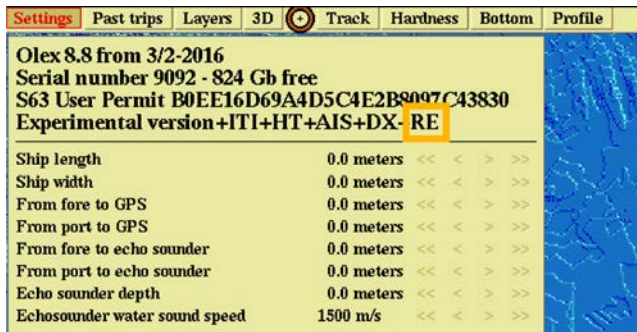 Settings Past trips Layers 3D Track Hardness Bottom Profile
Olex 8.8 from 3/2-2016
Serial number 9092 - 824 Gb free
S63 User Permit B0EE16D69A4D5C4E2B8097C43830
Experimental version+ITI+HT+AIS+DX+RE
Ship length 0.0 meters << < > >>
Ship width 0.0 meters << < > >>
From fore to GPS 0.0 meters << < > >>
From port to GPS 0.0 meters << < > >>
From fore to echo sounder 0.0 meters << < > >>
From port to echo sounder 0.0 meters << < > >>
Echo sounder depth 0.0 meters << < > >>
Echosounder water sound speed 1500 m/s << < > >>